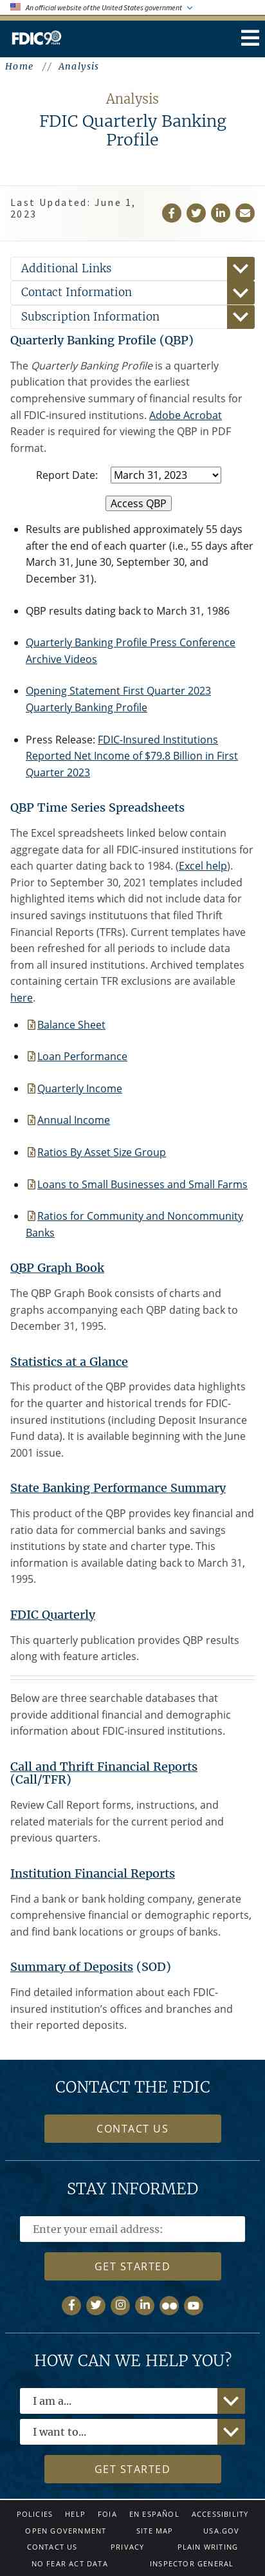 An official website of the United States government
FDIC 90
Home // Analysis
Analysis
FDIC Quarterly Banking
Profile
Last Updated: June 1,
2023
Additional Links
Contact Information
Subscription Information
Quarterly Banking Profile (QBP)
The Quarterly Banking Profile is a quarterly
publication that provides the earliest
comprehensive summary of financial results for
all FDIC-insured institutions. Adobe Acrobat
Reader is required for viewing the QBP in PDF
format.
Report Date: March 31, 2023
Access QBP
Results are published approximately 55 days
after the end of each quarter (i.e., 55 days after
March 31, June 30, September 30, and
December 31).
QBP results dating back to March 31, 1986
Quarterly Banking Profile Press Conference
Archive Videos
Opening Statement First Quarter 2023
Quarterly Banking Profile
Press Release: FDIC-Insured Institutions
Reported Net Income of $79.8 Billion in First
Quarter 2023
QBP Time Series Spreadsheets
The Excel spreadsheets linked below contain
aggregate data for all FDIC-insured institutions for
each quarter dating back to 1984. (Excel help).
Prior to September 30, 2021 templates included
highlighted items which did not include data for
insured savings institutions that filed Thrift
Financial Reports (TFRs). Current templates have
been refreshed for all periods to include data
from all insured institutions. Archived templates
containing certain TFR exclusions are available
here.
Balance Sheet
Loan Performance
Quarterly Income
Annual Income
Ratios By Asset Size Group
Loans to Small Businesses and Small Farms
Ratios for Community and Noncommunity
Banks
QBP Graph Book
The QBP Graph Book consists of charts and
graphs accompanying each QBP dating back to
December 31, 1995.
Statistics at a Glance
This product of the QBP provides data highlights
for the quarter and historical trends for FDIC-
insured institutions (including Deposit Insurance
Fund data). It is available beginning with the June
2001 issue.
State Banking Performance Summary
This product of the QBP provides key financial and
ratio data for commercial banks and savings
institutions by state and charter type. This
information is available dating back to March 31,
1995.
FDIC Quarterly
This quarterly publication provides QBP results
along with feature articles.
Below are three searchable databases that
provide additional financial and demographic
information about FDIC-insured institutions.
Call and Thrift Financial Reports
(Call/TFR)
Review Call Report forms, instructions, and
related materials for the current period and
previous quarters.
Institution Financial Reports
Find a bank or bank holding company, generate
comprehensive financial or demographic reports,
and find bank locations or groups of banks.
Summary of Deposits (SOD)
Find detailed information about each FDIC-
insured institution’s offices and branches and
their reported deposits.
CONTACT THE FDIC
CONTACT US
STAY INFORMED
Enter your email address:
GET STARTED
HOW CAN WE HELP YOU?
I am a...
I want to...
GET STARTED
POLICIES HELP FOIA EN ESPAÑOL ACCESSIBILITY
OPEN GOVERNMENT SITE MAP USA.GOV
CONTACT US PRIVACY PLAIN WRITING
NO FEAR ACT DATA INSPECTOR GENERAL